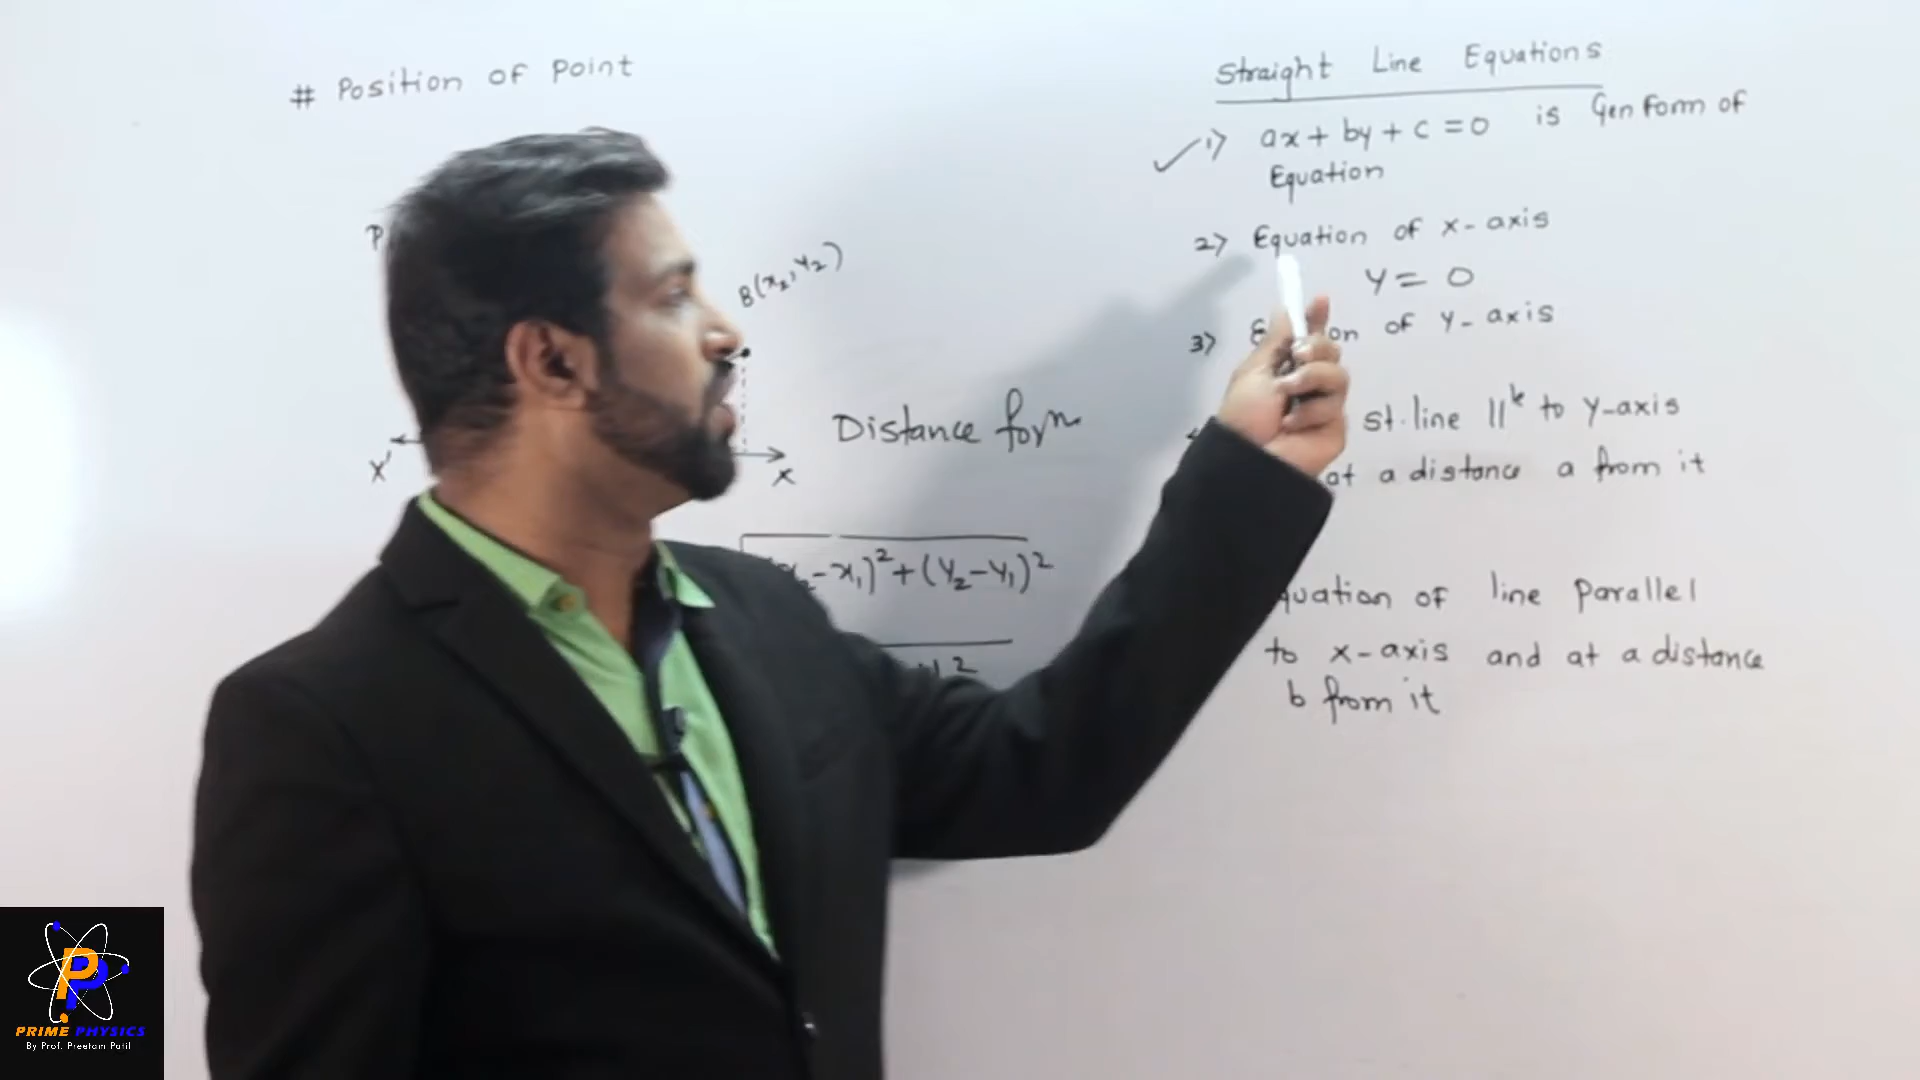 # Position of Point
P
B(x₂, y₂)
X'
X
Distance form
-x₁)²+(y₂-y₁)²
Straight Line Equations
1) ax + by + c = 0 is Gen form of
Equation
2) Equation of x-axis
y = 0
3) of y-axis
st.line ||ˡᵉ to y-axis
at a distance a from it
quation of line parallel
to x-axis and at a distance
b from it
PP
PRIME PHYSICS
By Prof. Preetam Patil